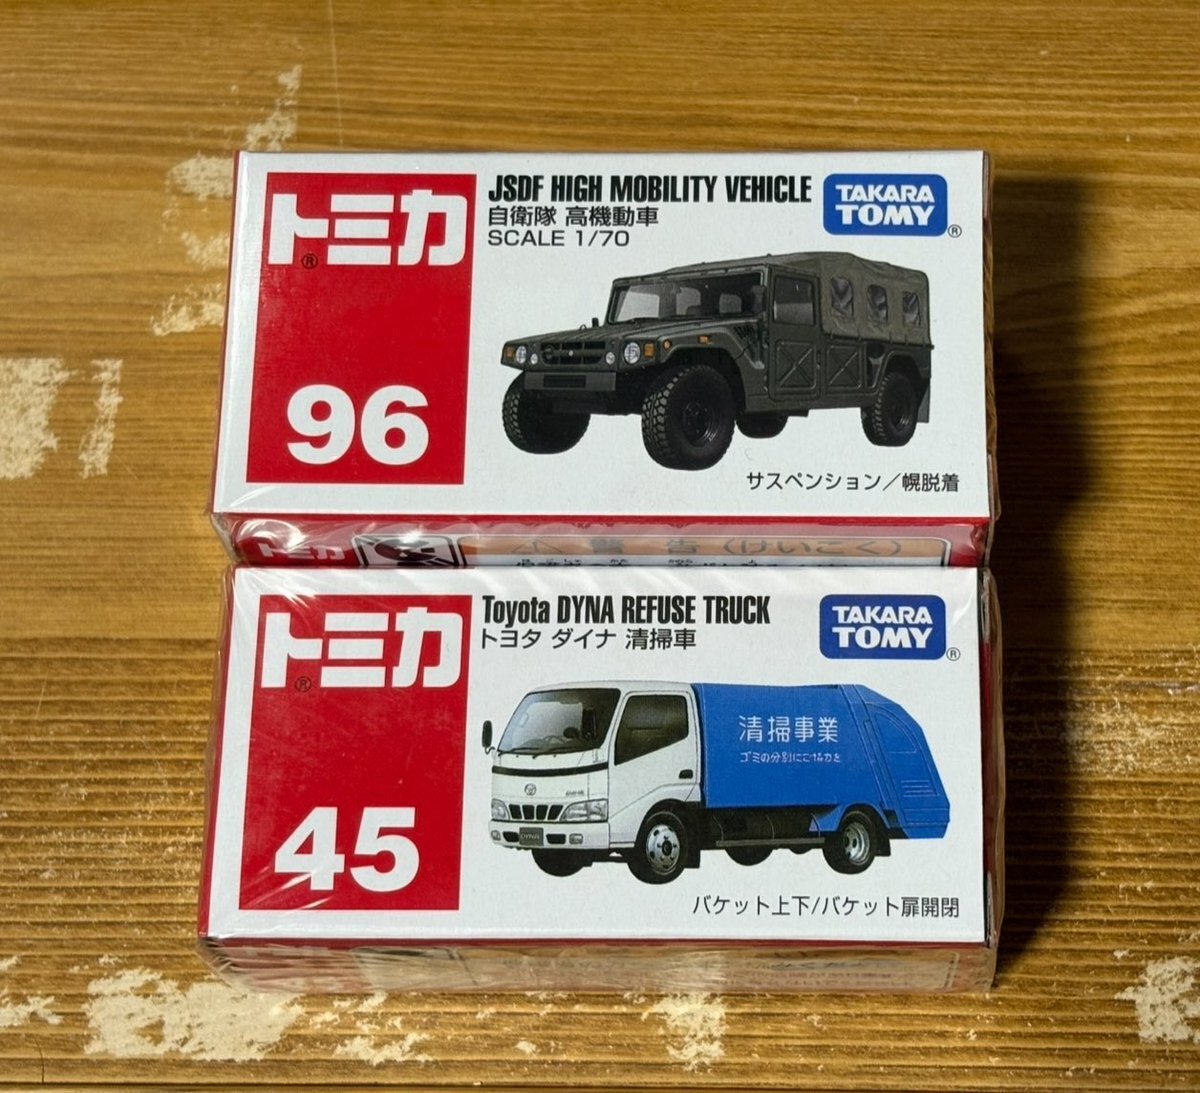 トミカ
®
96
JSDF HIGH MOBILITY VEHICLE
自衛隊 高機動車
SCALE 1/70
TAKARA
TOMY
®
サスペンション/幌脱着
トミカ
警 告 (けいこく)
トミカ
®
45
Toyota DYNA REFUSE TRUCK
トヨタ ダイナ 清掃車
TAKARA
TOMY
®
清掃事業
ゴミの分別にご協力を
DYNA
バケット上下/バケット扉開閉